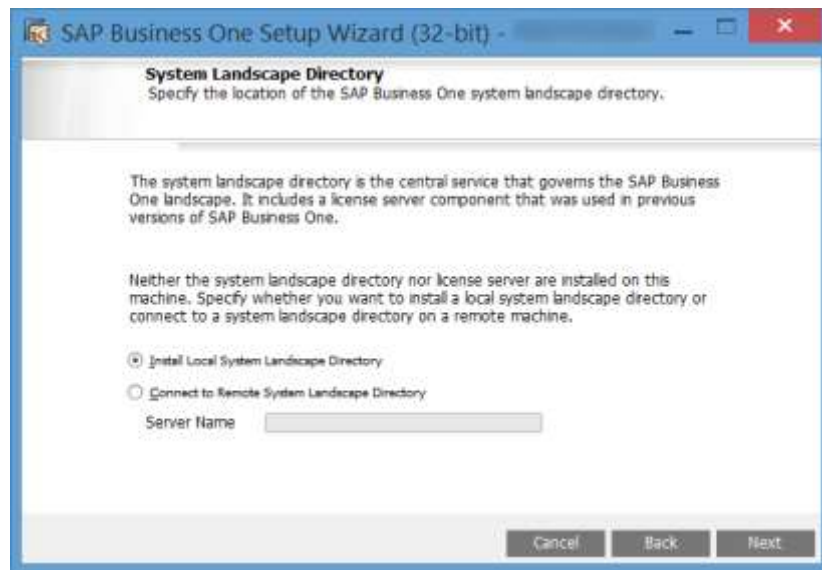 SAP Business One Setup Wizard (32-bit) -
System Landscape Directory
Specify the location of the SAP Business One system landscape directory.
The system landscape directory is the central service that governs the SAP Business
One landscape. It includes a license server component that was used in previous
versions of SAP Business One.
Neither the system landscape directory nor license server are installed on this
machine. Specify whether you want to install a local system landscape directory or
connect to a system landscape directory on a remote machine.
Install Local System Landscape Directory
Connect to Remote System Landscape Directory
Server Name
Cancel Back Next